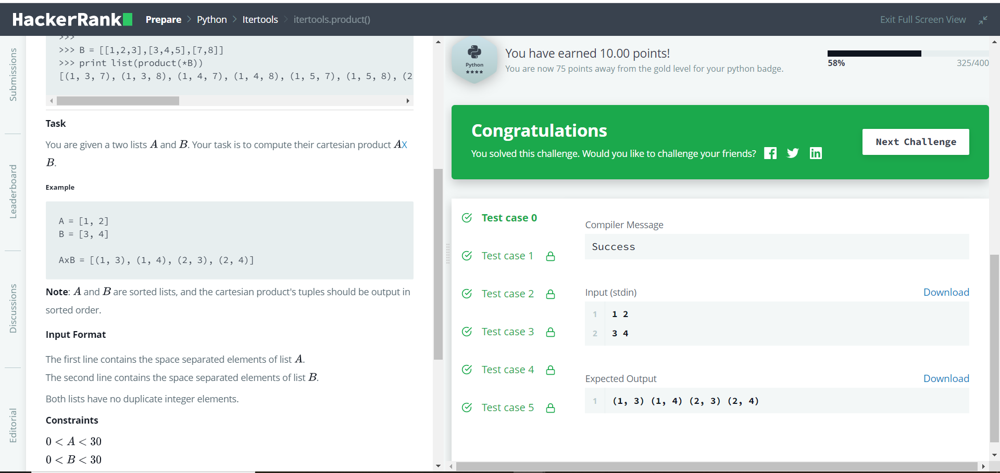 HackerRank
Prepare > Python > Itertools > itertools.product()
Exit Full Screen View
Submissions
Leaderboard
Discussions
Editorial
>>>
>>> B = [[1,2,3],[3,4,5],[7,8]]
>>> print list(product(*B))
[(1, 3, 7), (1, 3, 8), (1, 4, 7), (1, 4, 8), (1, 5, 7), (1, 5, 8), (2
Task
You are given a two lists A and B. Your task is to compute their cartesian product AX
B.
Example
A = [1, 2]
B = [3, 4]
AxB = [(1, 3), (1, 4), (2, 3), (2, 4)]
Note: A and B are sorted lists, and the cartesian product's tuples should be output in
sorted order.
Input Format
The first line contains the space separated elements of list A.
The second line contains the space separated elements of list B.
Both lists have no duplicate integer elements.
Constraints
0 < A < 30
0 < B < 30
Python
You have earned 10.00 points!
You are now 75 points away from the gold level for your python badge.
58%
325/400
Congratulations
You solved this challenge. Would you like to challenge your friends?
Next Challenge
Test case 0
Test case 1
Test case 2
Test case 3
Test case 4
Test case 5
Compiler Message
Success
Input (stdin)
Download
1 1 2
2 3 4
Expected Output
Download
1 (1, 3) (1, 4) (2, 3) (2, 4)